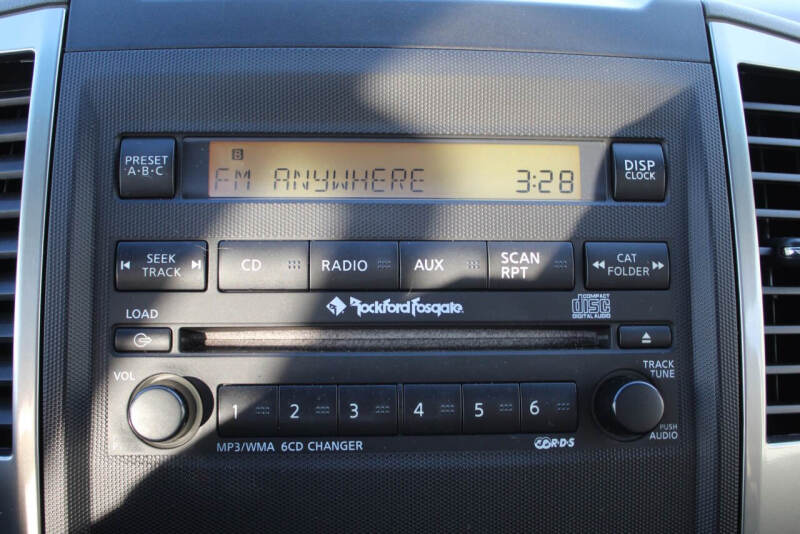 PRESET
A·B·C
B
FM ANYWHERE 3:28
DISP
CLOCK
SEEK
TRACK
CD
RADIO
AUX
SCAN
RPT
CAT
FOLDER
LOAD
Rockford Fosgate
COMPACT
disc
DIGITAL AUDIO
VOL
TRACK
TUNE
1 2 3 4 5 6
PUSH
AUDIO
MP3/WMA 6CD CHANGER
R·D·S